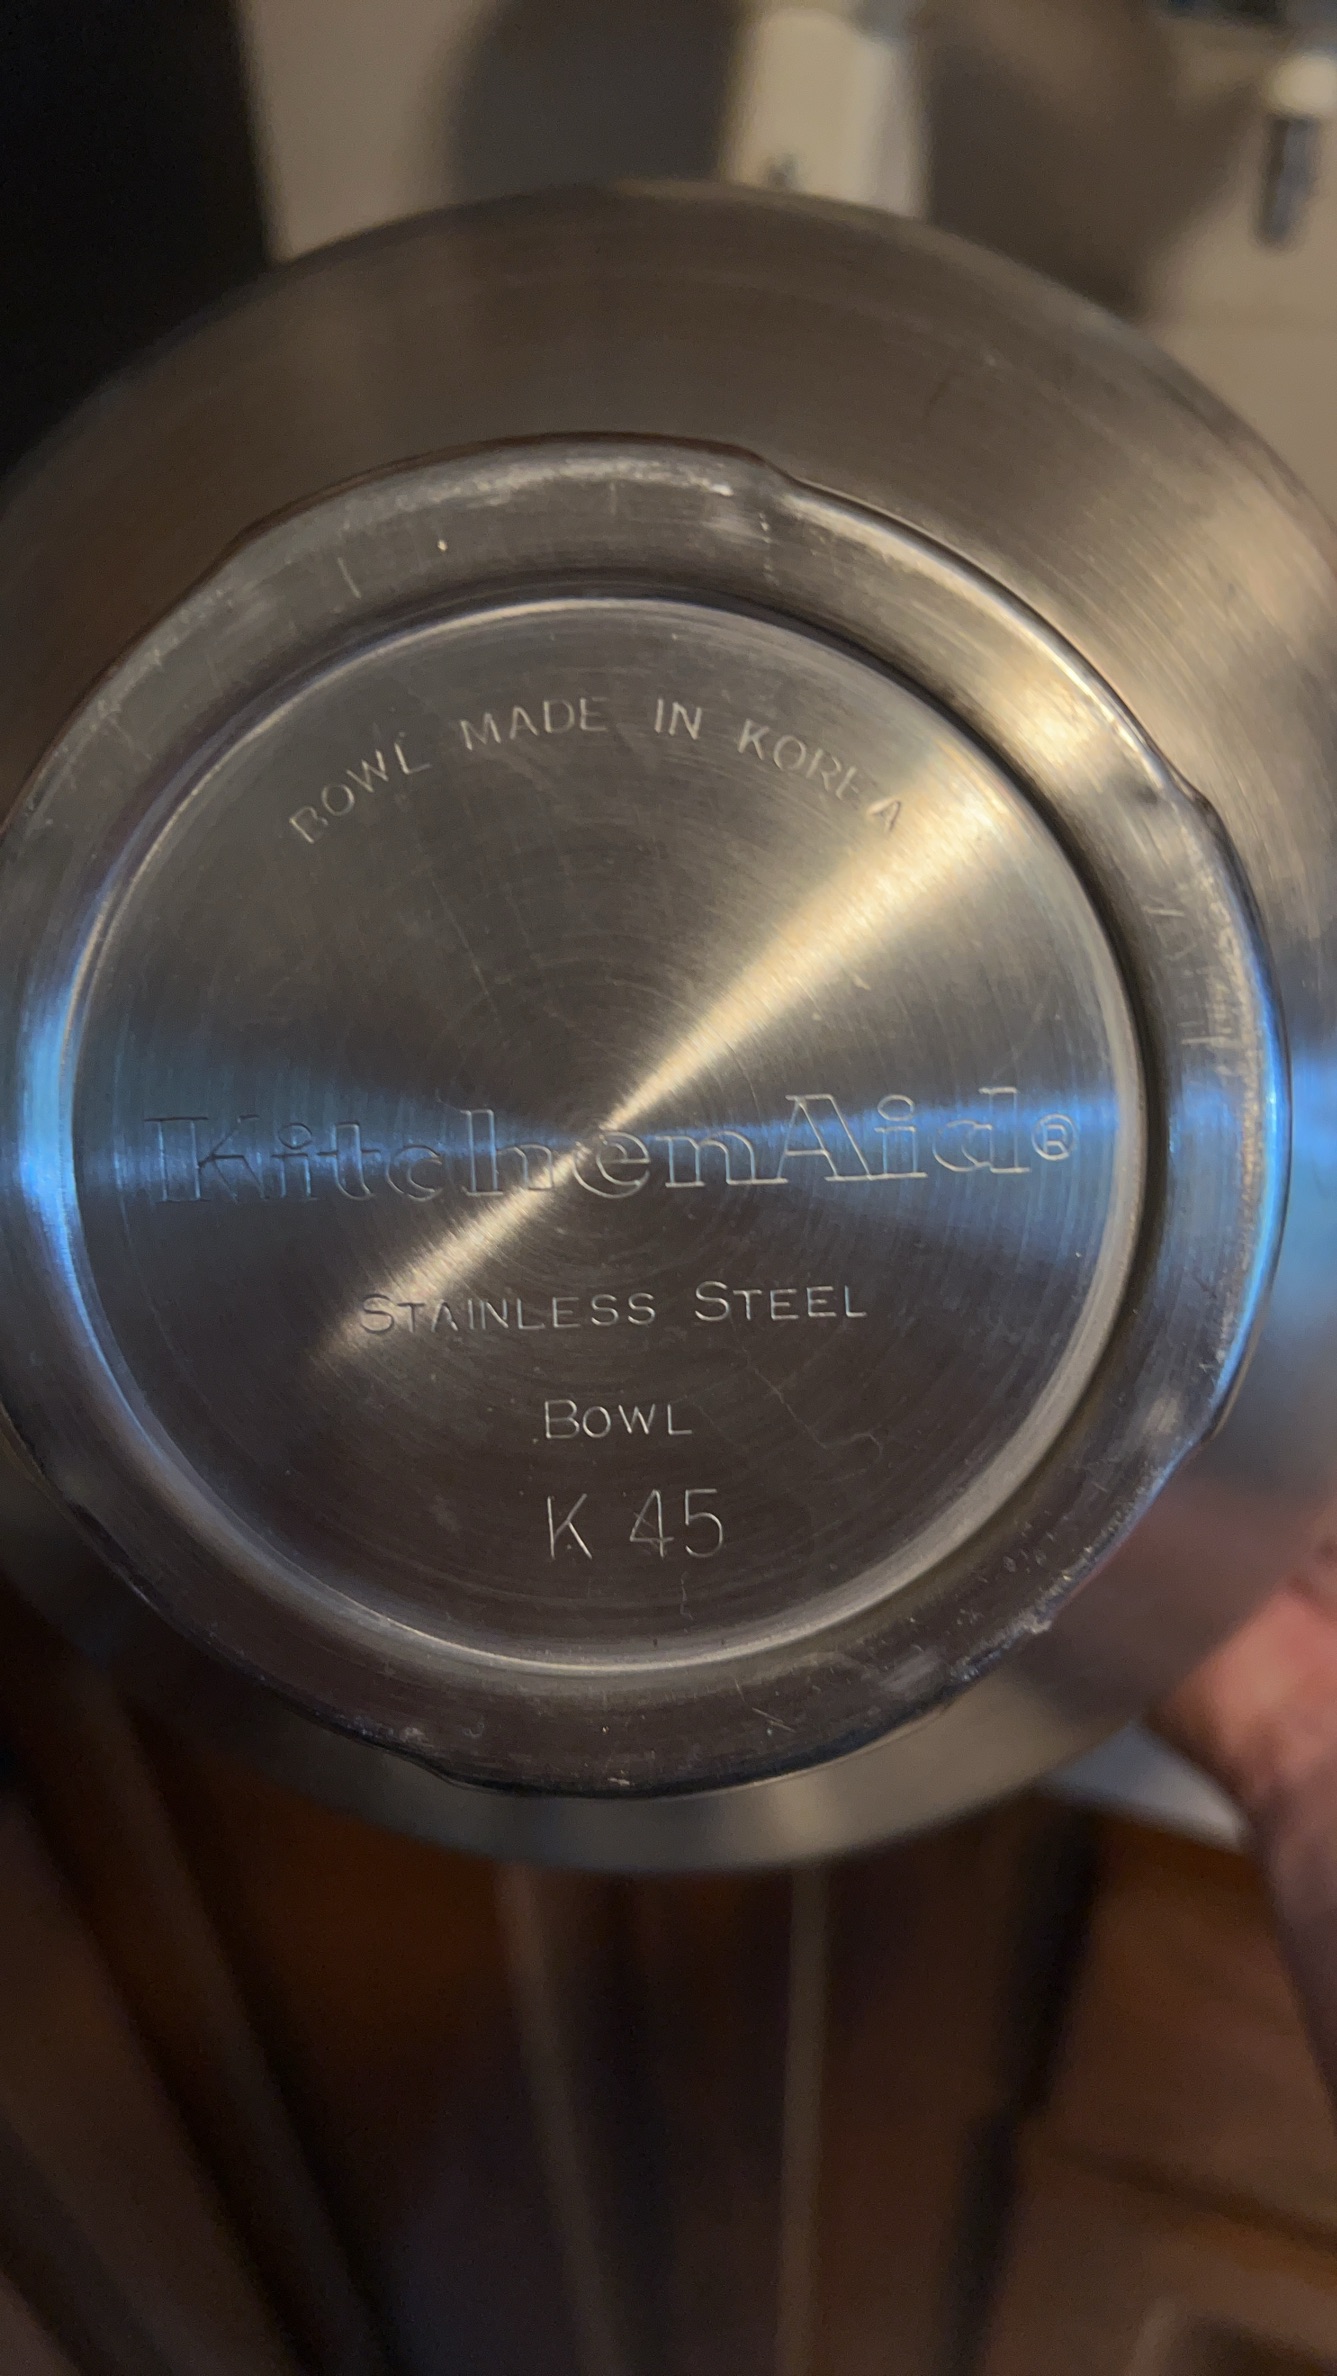 BOWL MADE IN KOREA
KitchenAid®
STAINLESS STEEL
BOWL
K 45